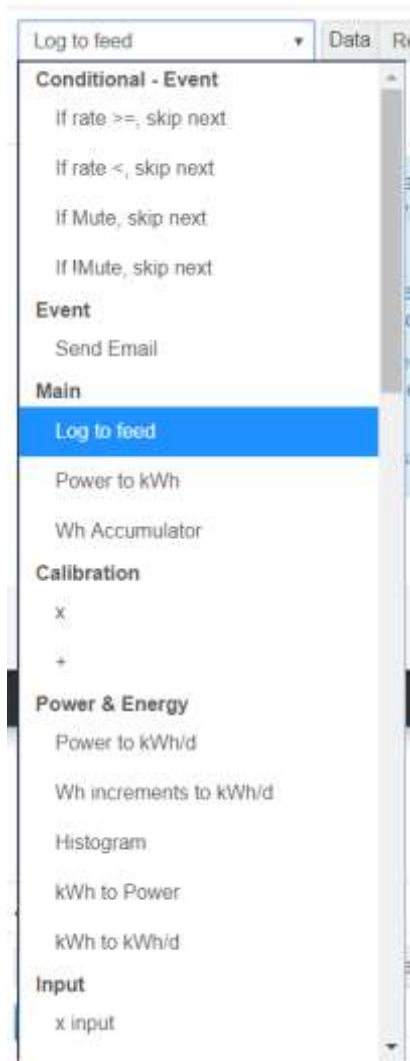 Log to feed Data Re
Conditional - Event
If rate >=, skip next
If rate <, skip next
If Mute, skip next
If !Mute, skip next
Event
Send Email
Main
Log to feed
Power to kWh
Wh Accumulator
Calibration
x
+
Power & Energy
Power to kWh/d
Wh increments to kWh/d
Histogram
kWh to Power
kWh to kWh/d
Input
x input